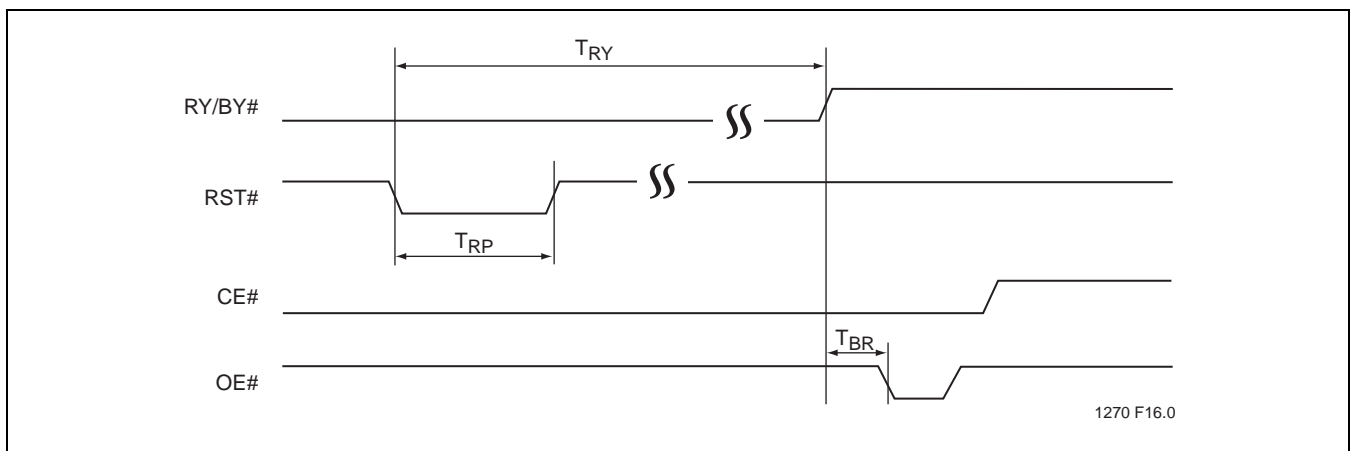 TRY
RY/BY#
RST#
TRP
CE#
TBR
OE#
1270 F16.0